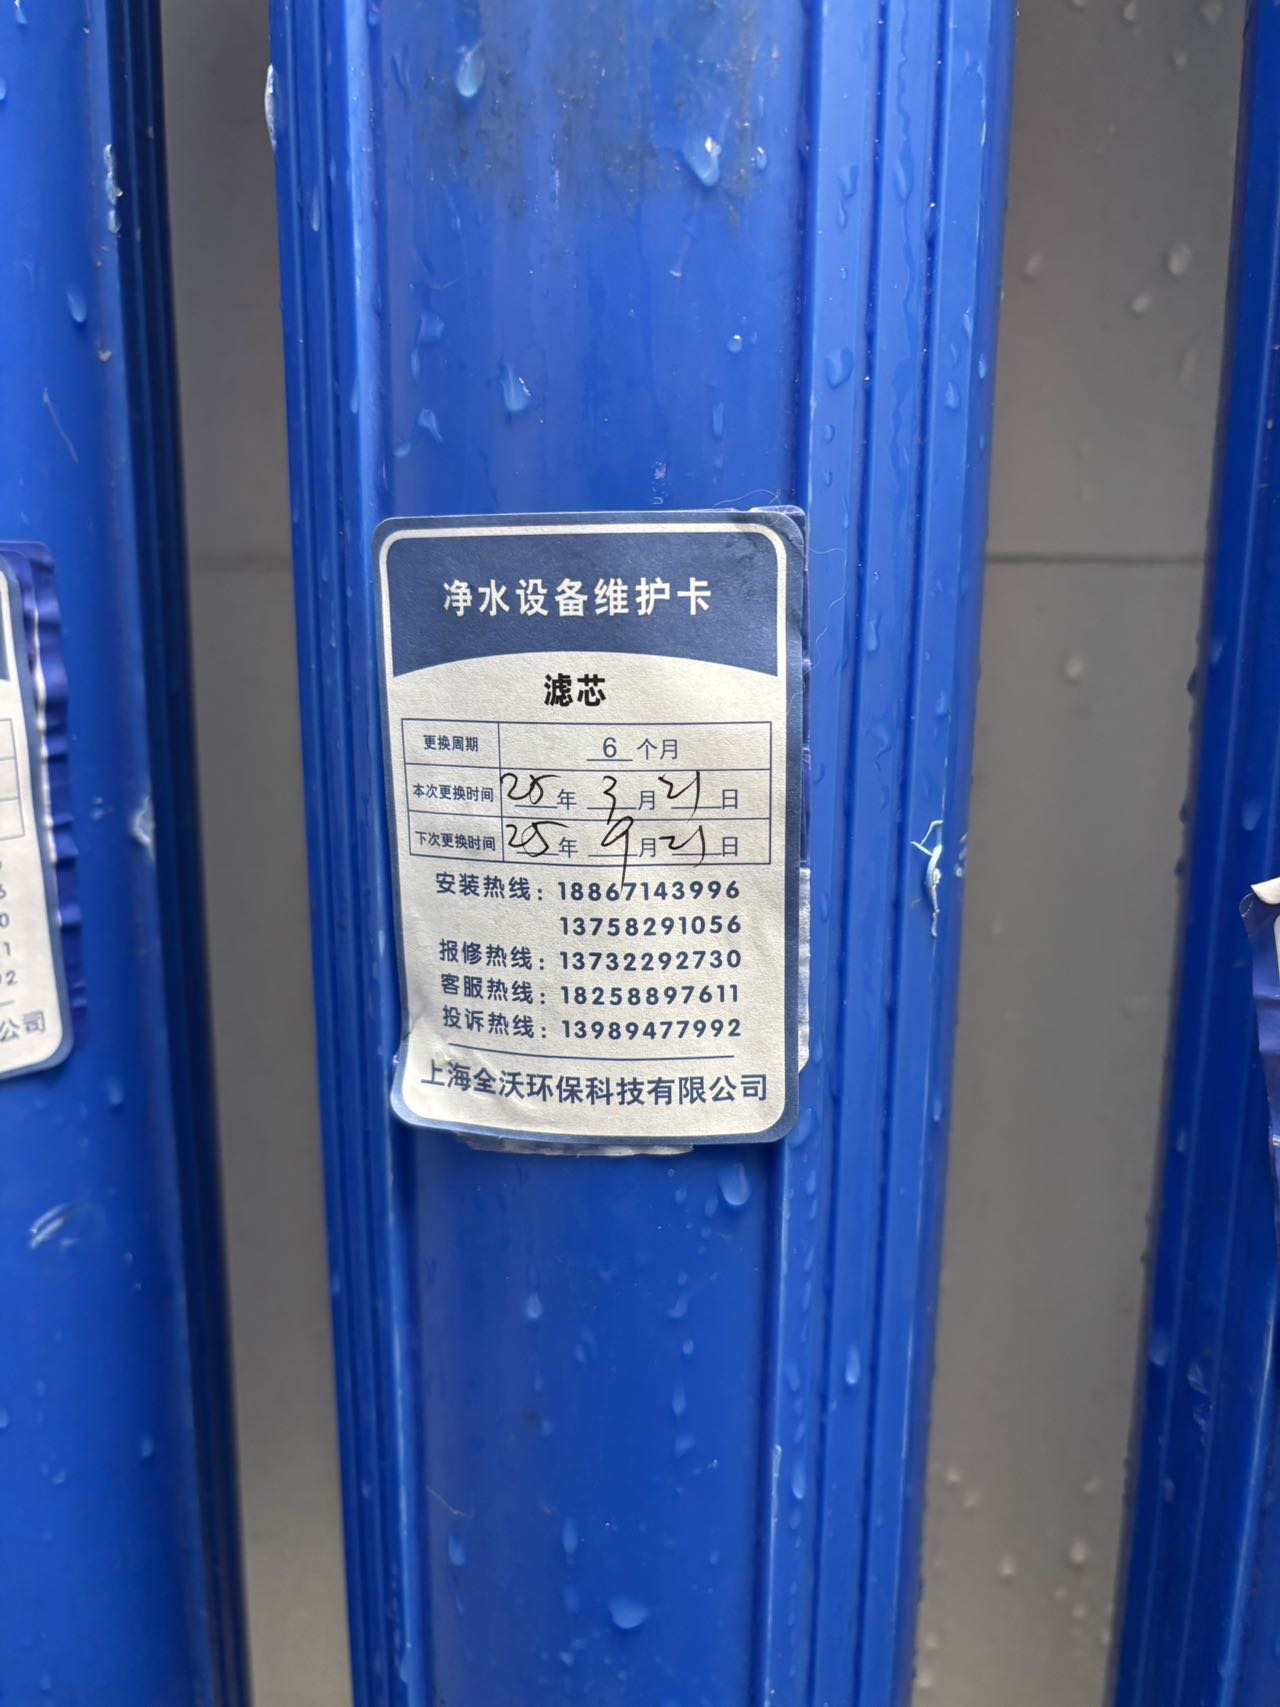 净水设备维护卡
滤芯
更换周期 6 个月
本次更换时间 25 年 3 月 21 日
下次更换时间 25 年 9 月 21 日
安装热线：18867143996
13758291056
报修热线：13732292730
客服热线：18258897611
投诉热线：13989477992
上海全沃环保科技有限公司
公司